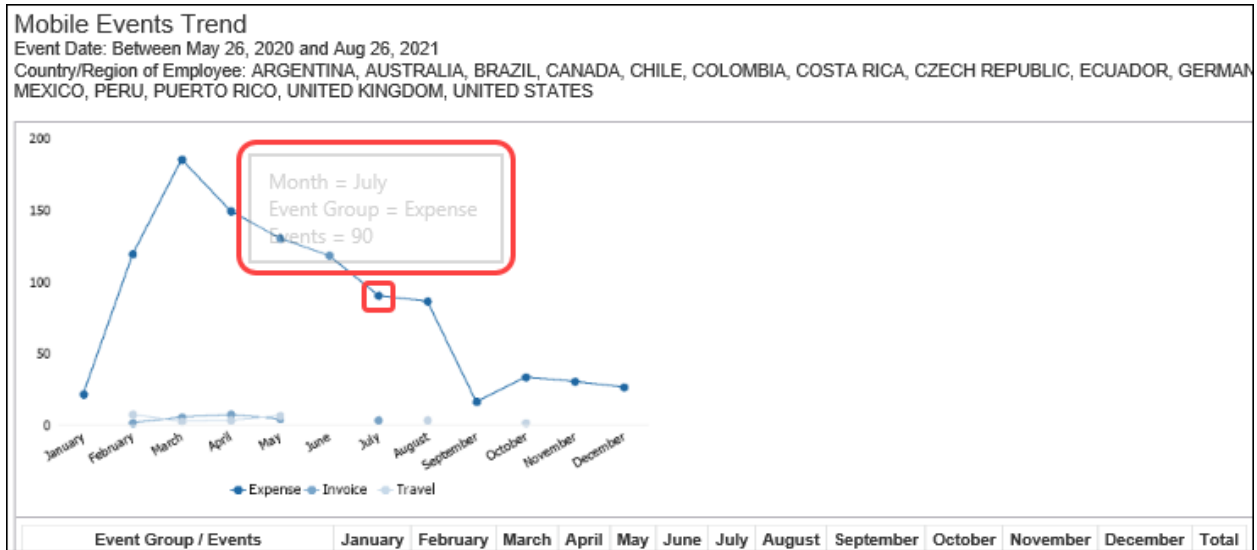 Mobile Events Trend
Event Date: Between May 26, 2020 and Aug 26, 2021
Country/Region of Employee: ARGENTINA, AUSTRALIA, BRAZIL, CANADA, CHILE, COLOMBIA, COSTA RICA, CZECH REPUBLIC, ECUADOR, GERMAN
MEXICO, PERU, PUERTO RICO, UNITED KINGDOM, UNITED STATES
200
Month = July
Event Group = Expense
Events = 90
150
100
50
0
January February March April May June July August September October November December
Expense Invoice Travel
Event Group / Events January February March April May June July August September October November December Total